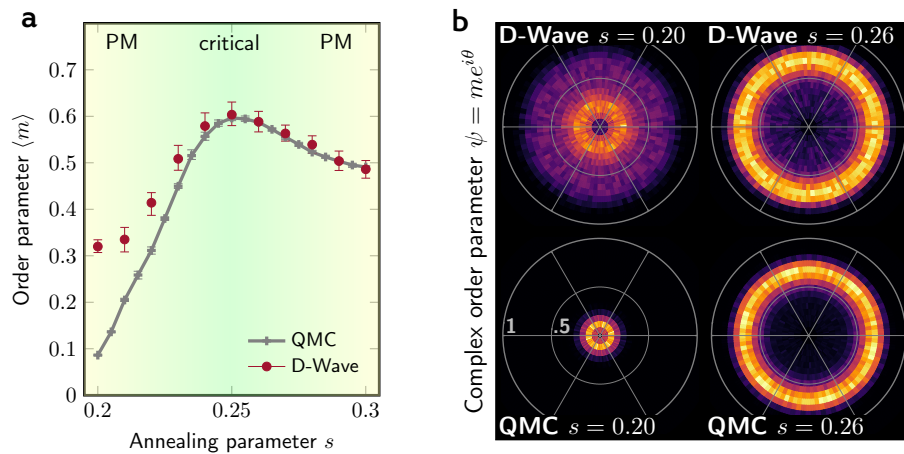 a
PM critical PM
0.7
0.6
0.5
0.4
0.3
0.2
0.1
0
Order parameter ⟨m⟩
QMC
D-Wave
0.2 0.25 0.3
Annealing parameter s
b
Complex order parameter ψ = me^{iθ}
D-Wave s = 0.20
D-Wave s = 0.26
1 .5
QMC s = 0.20
QMC s = 0.26